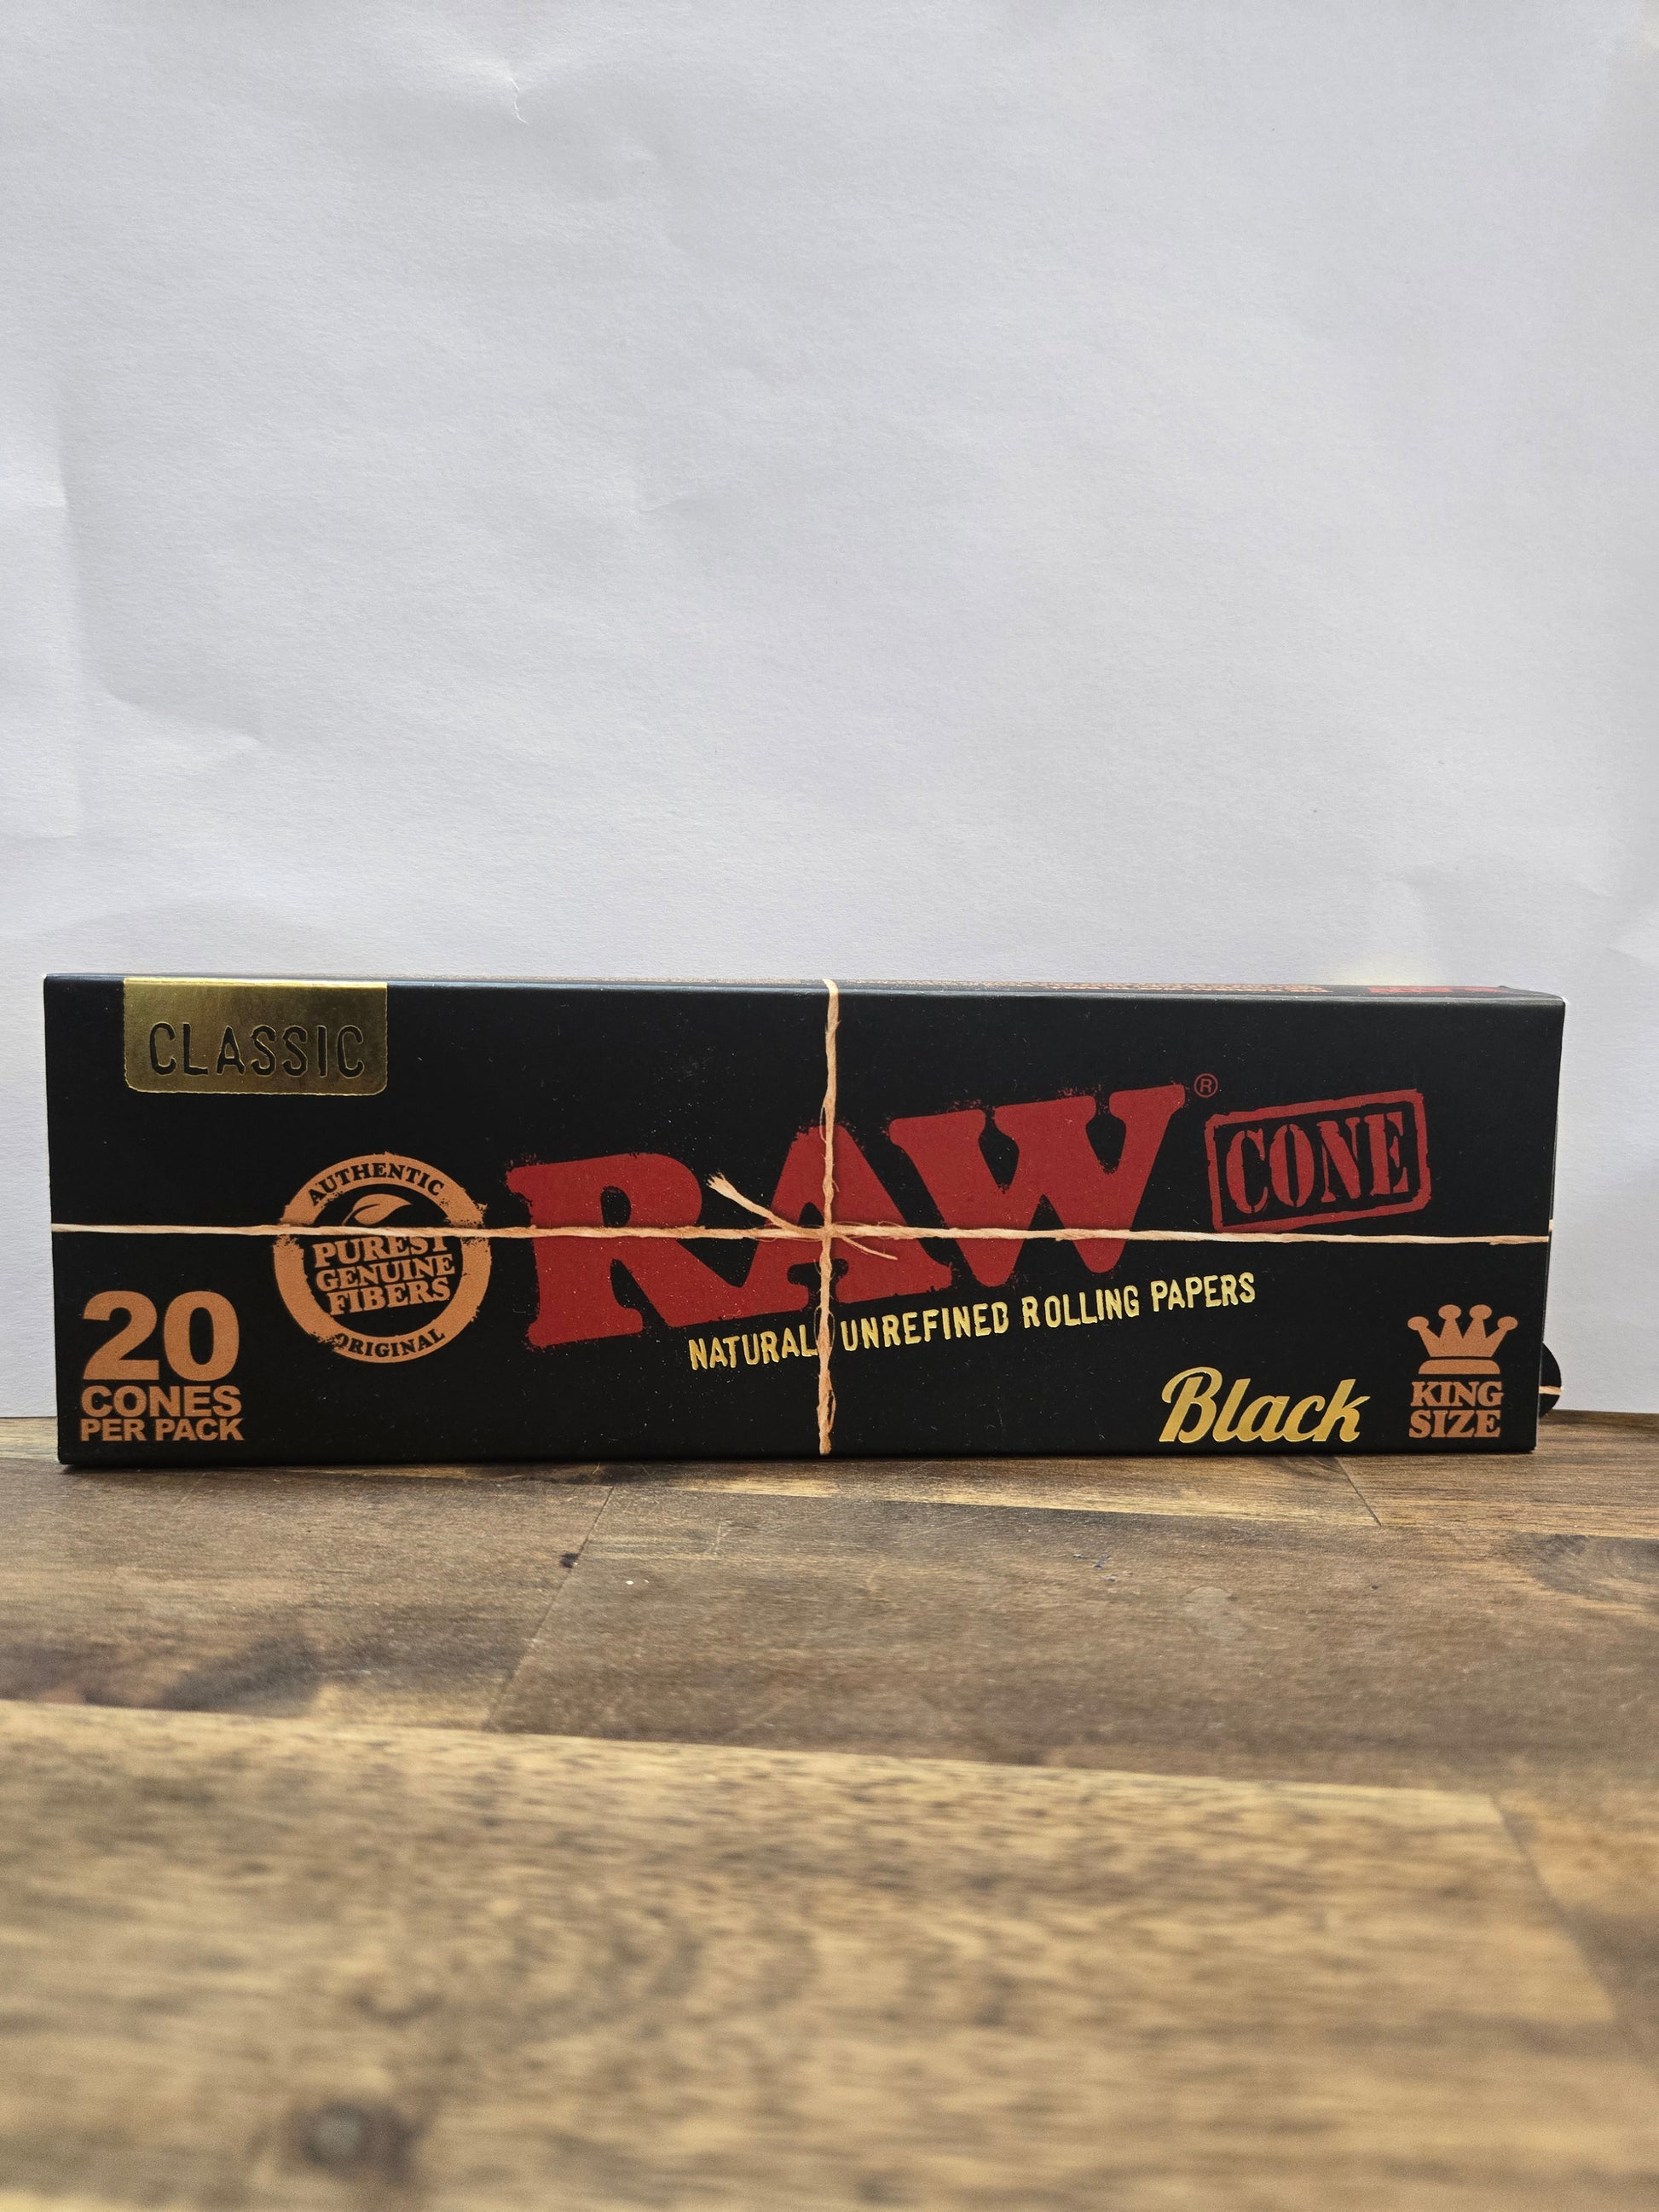 CLASSIC
AUTHENTIC
PUREST
GENUINE
FIBERS
ORIGINAL
RAW®
CONE
NATURAL UNREFINED ROLLING PAPERS
20
CONES
PER PACK
Black
KING
SIZE